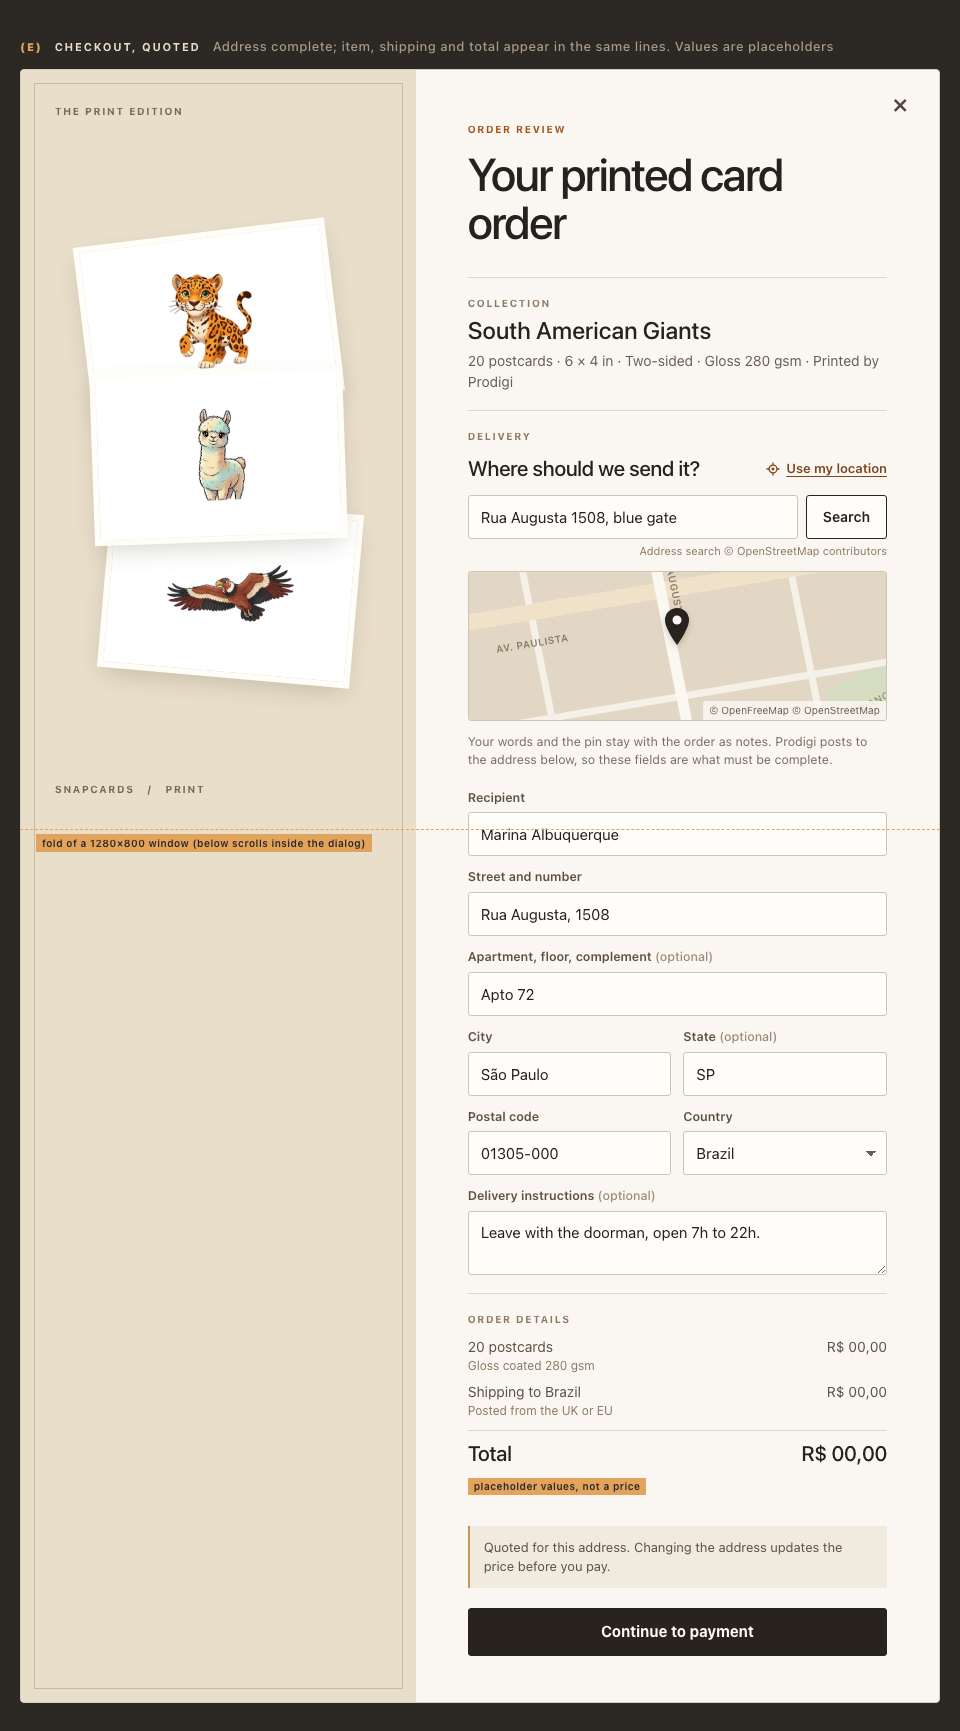 (E) CHECKOUT, QUOTED Address complete; item, shipping and total appear in the same lines. Values are placeholders
THE PRINT EDITION
SNAPCARDS / PRINT
fold of a 1280×800 window (below scrolls inside the dialog)
×
ORDER REVIEW
Your printed card
order
COLLECTION
South American Giants
20 postcards · 6 × 4 in · Two-sided · Gloss 280 gsm · Printed by
Prodigi
DELIVERY
Where should we send it?
Use my location
Rua Augusta 1508, blue gate
Search
Address search © OpenStreetMap contributors
AV. PAULISTA
© OpenFreeMap © OpenStreetMap
Your words and the pin stay with the order as notes. Prodigi posts to
the address below, so these fields are what must be complete.
Recipient
Marina Albuquerque
Street and number
Rua Augusta, 1508
Apartment, floor, complement (optional)
Apto 72
City
State (optional)
São Paulo
SP
Postal code
Country
01305-000
Brazil
Delivery instructions (optional)
Leave with the doorman, open 7h to 22h.
ORDER DETAILS
20 postcards R$ 00,00
Gloss coated 280 gsm
Shipping to Brazil R$ 00,00
Posted from the UK or EU
Total R$ 00,00
placeholder values, not a price
Quoted for this address. Changing the address updates the
price before you pay.
Continue to payment